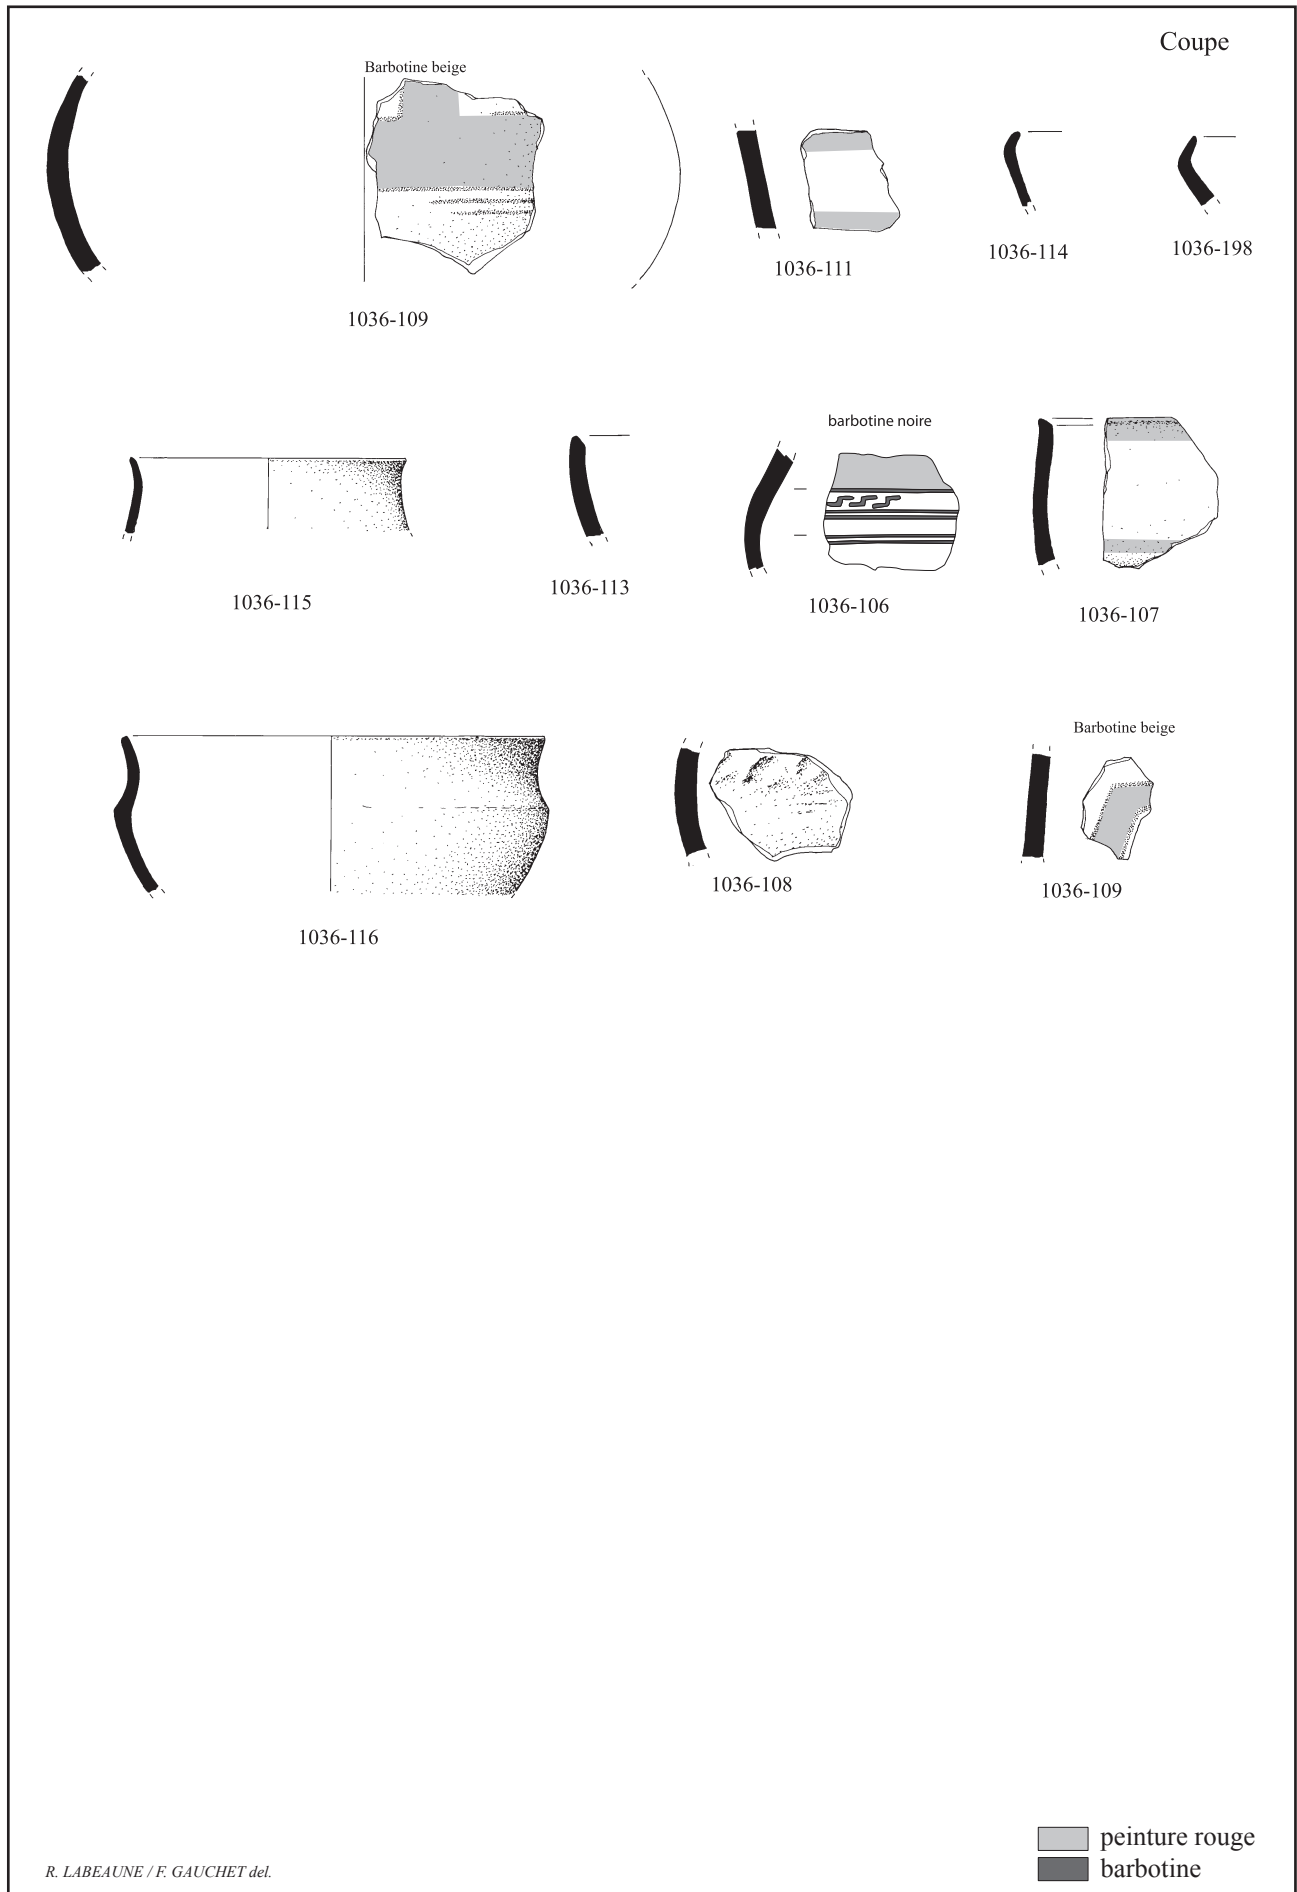 Coupe
Barbotine beige
1036-109
1036-111
1036-114
1036-198
1036-115
1036-113
barbotine noire
1036-106
1036-107
1036-116
1036-108
Barbotine beige
1036-109
peinture rouge
barbotine
R. LABEAUNE / F. GAUCHET del.